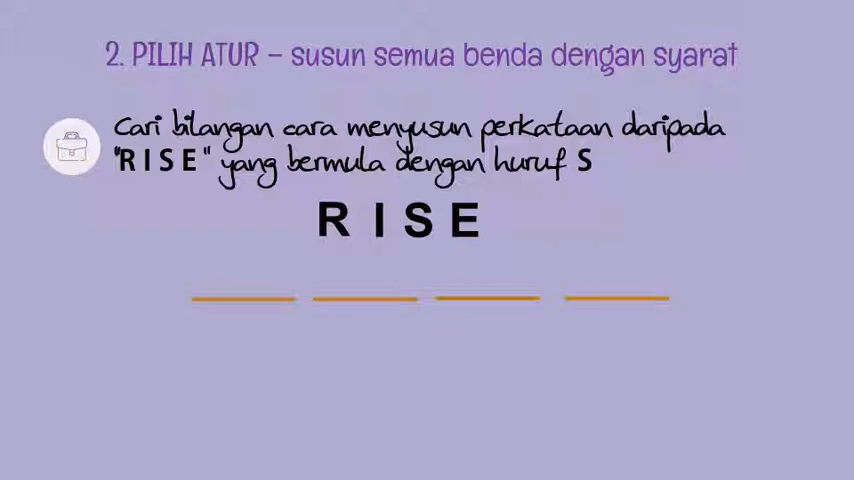 2. PILIH ATUR – susun semua benda dengan syarat
Cari bilangan cara menyusun perkataan daripada
"R I S E" yang bermula dengan huruf S
R I S E